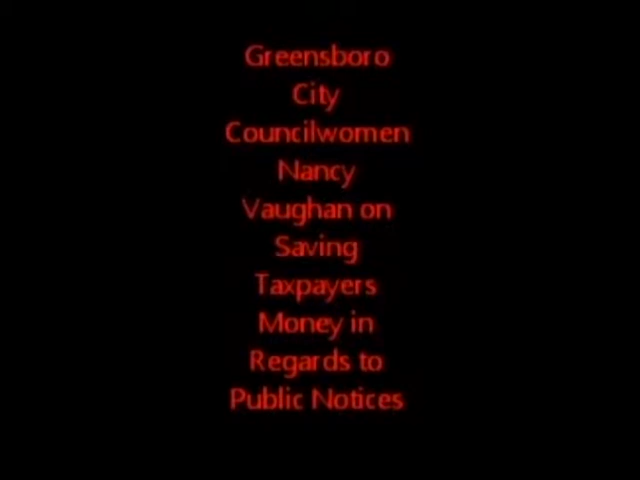 Greensboro
City
Councilwomen
Nancy
Vaughan on
Saving
Taxpayers
Money in
Regards to
Public Notices